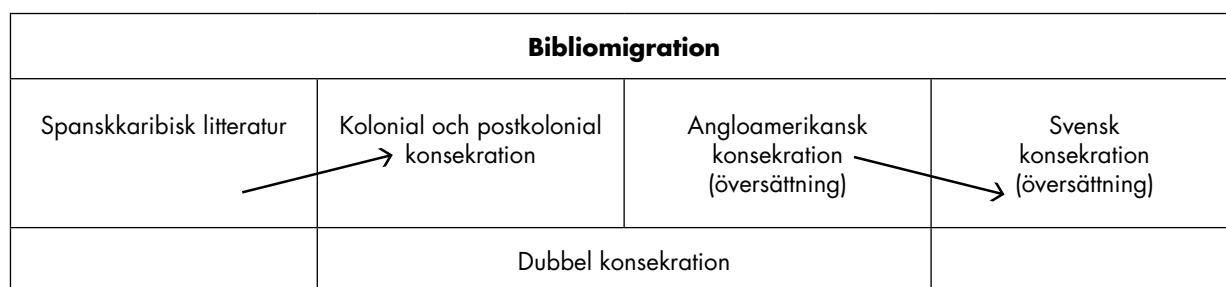 Bibliomigration
Spanskkaribisk litteratur
Kolonial och postkolonial
konsekration
Angloamerikansk
konsekration
(översättning)
Svensk
konsekration
(översättning)
Dubbel konsekration